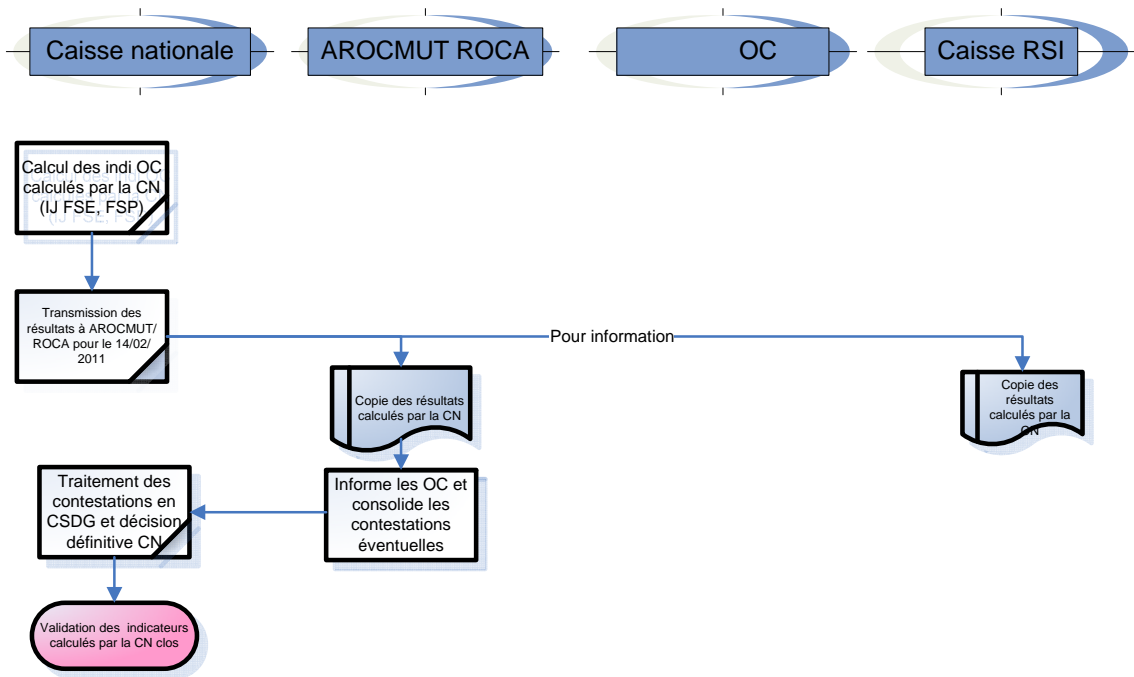 Caisse nationale
AROCMUT ROCA
OC
Caisse RSI
Calcul des indi OC
calculés par la CN
(IJ FSE, FSP)
Transmission des
résultats à AROCMUT/
ROCA pour le 14/02/
2011
Pour information
Copie des résultats
calculés par la CN
Copie des
résultats
calculés par la
CN
Traitement des
contestations en
CSDG et décision
définitive CN
Informe les OC et
consolide les
contestations
éventuelles
Validation des indicateurs
calculés par la CN clos